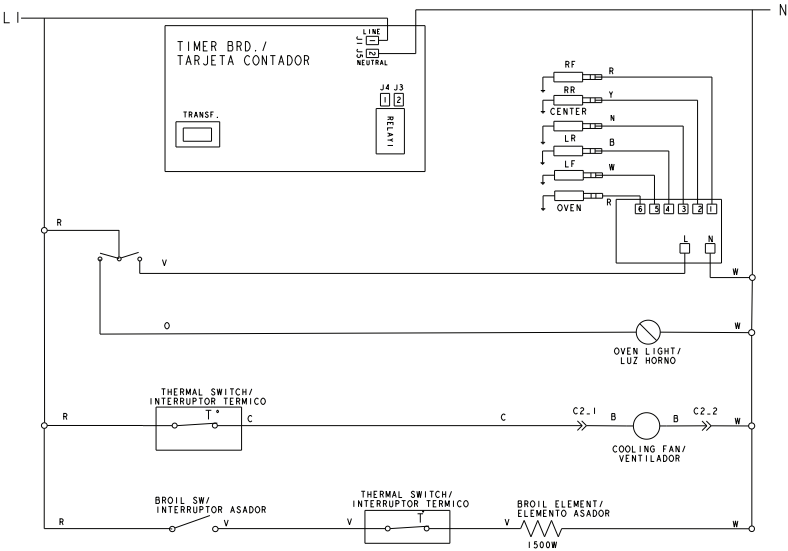 L1
N
LINE
J1
1
J5
2
NEUTRAL
TIMER BRD./
TARJETA CONTADOR
TRANSF.
J4 J3
1 2
RELAY1
RF
R
RR
Y
CENTER
N
LR
B
LF
W
OVEN
R
6 5 4 3 2 1
L N
R
V
W
O
W
OVEN LIGHT/
LUZ HORNO
THERMAL SWITCH/
INTERRUPTOR TERMICO
T°
R
C
C
C2_1
B
B
C2_2
W
COOLING FAN/
VENTILADOR
BROIL SW/
INTERRUPTOR ASADOR
THERMAL SWITCH/
INTERRUPTOR TERMICO
T
BROIL ELEMENT/
ELEMENTO ASADOR
R
V
V
V
W
1500W